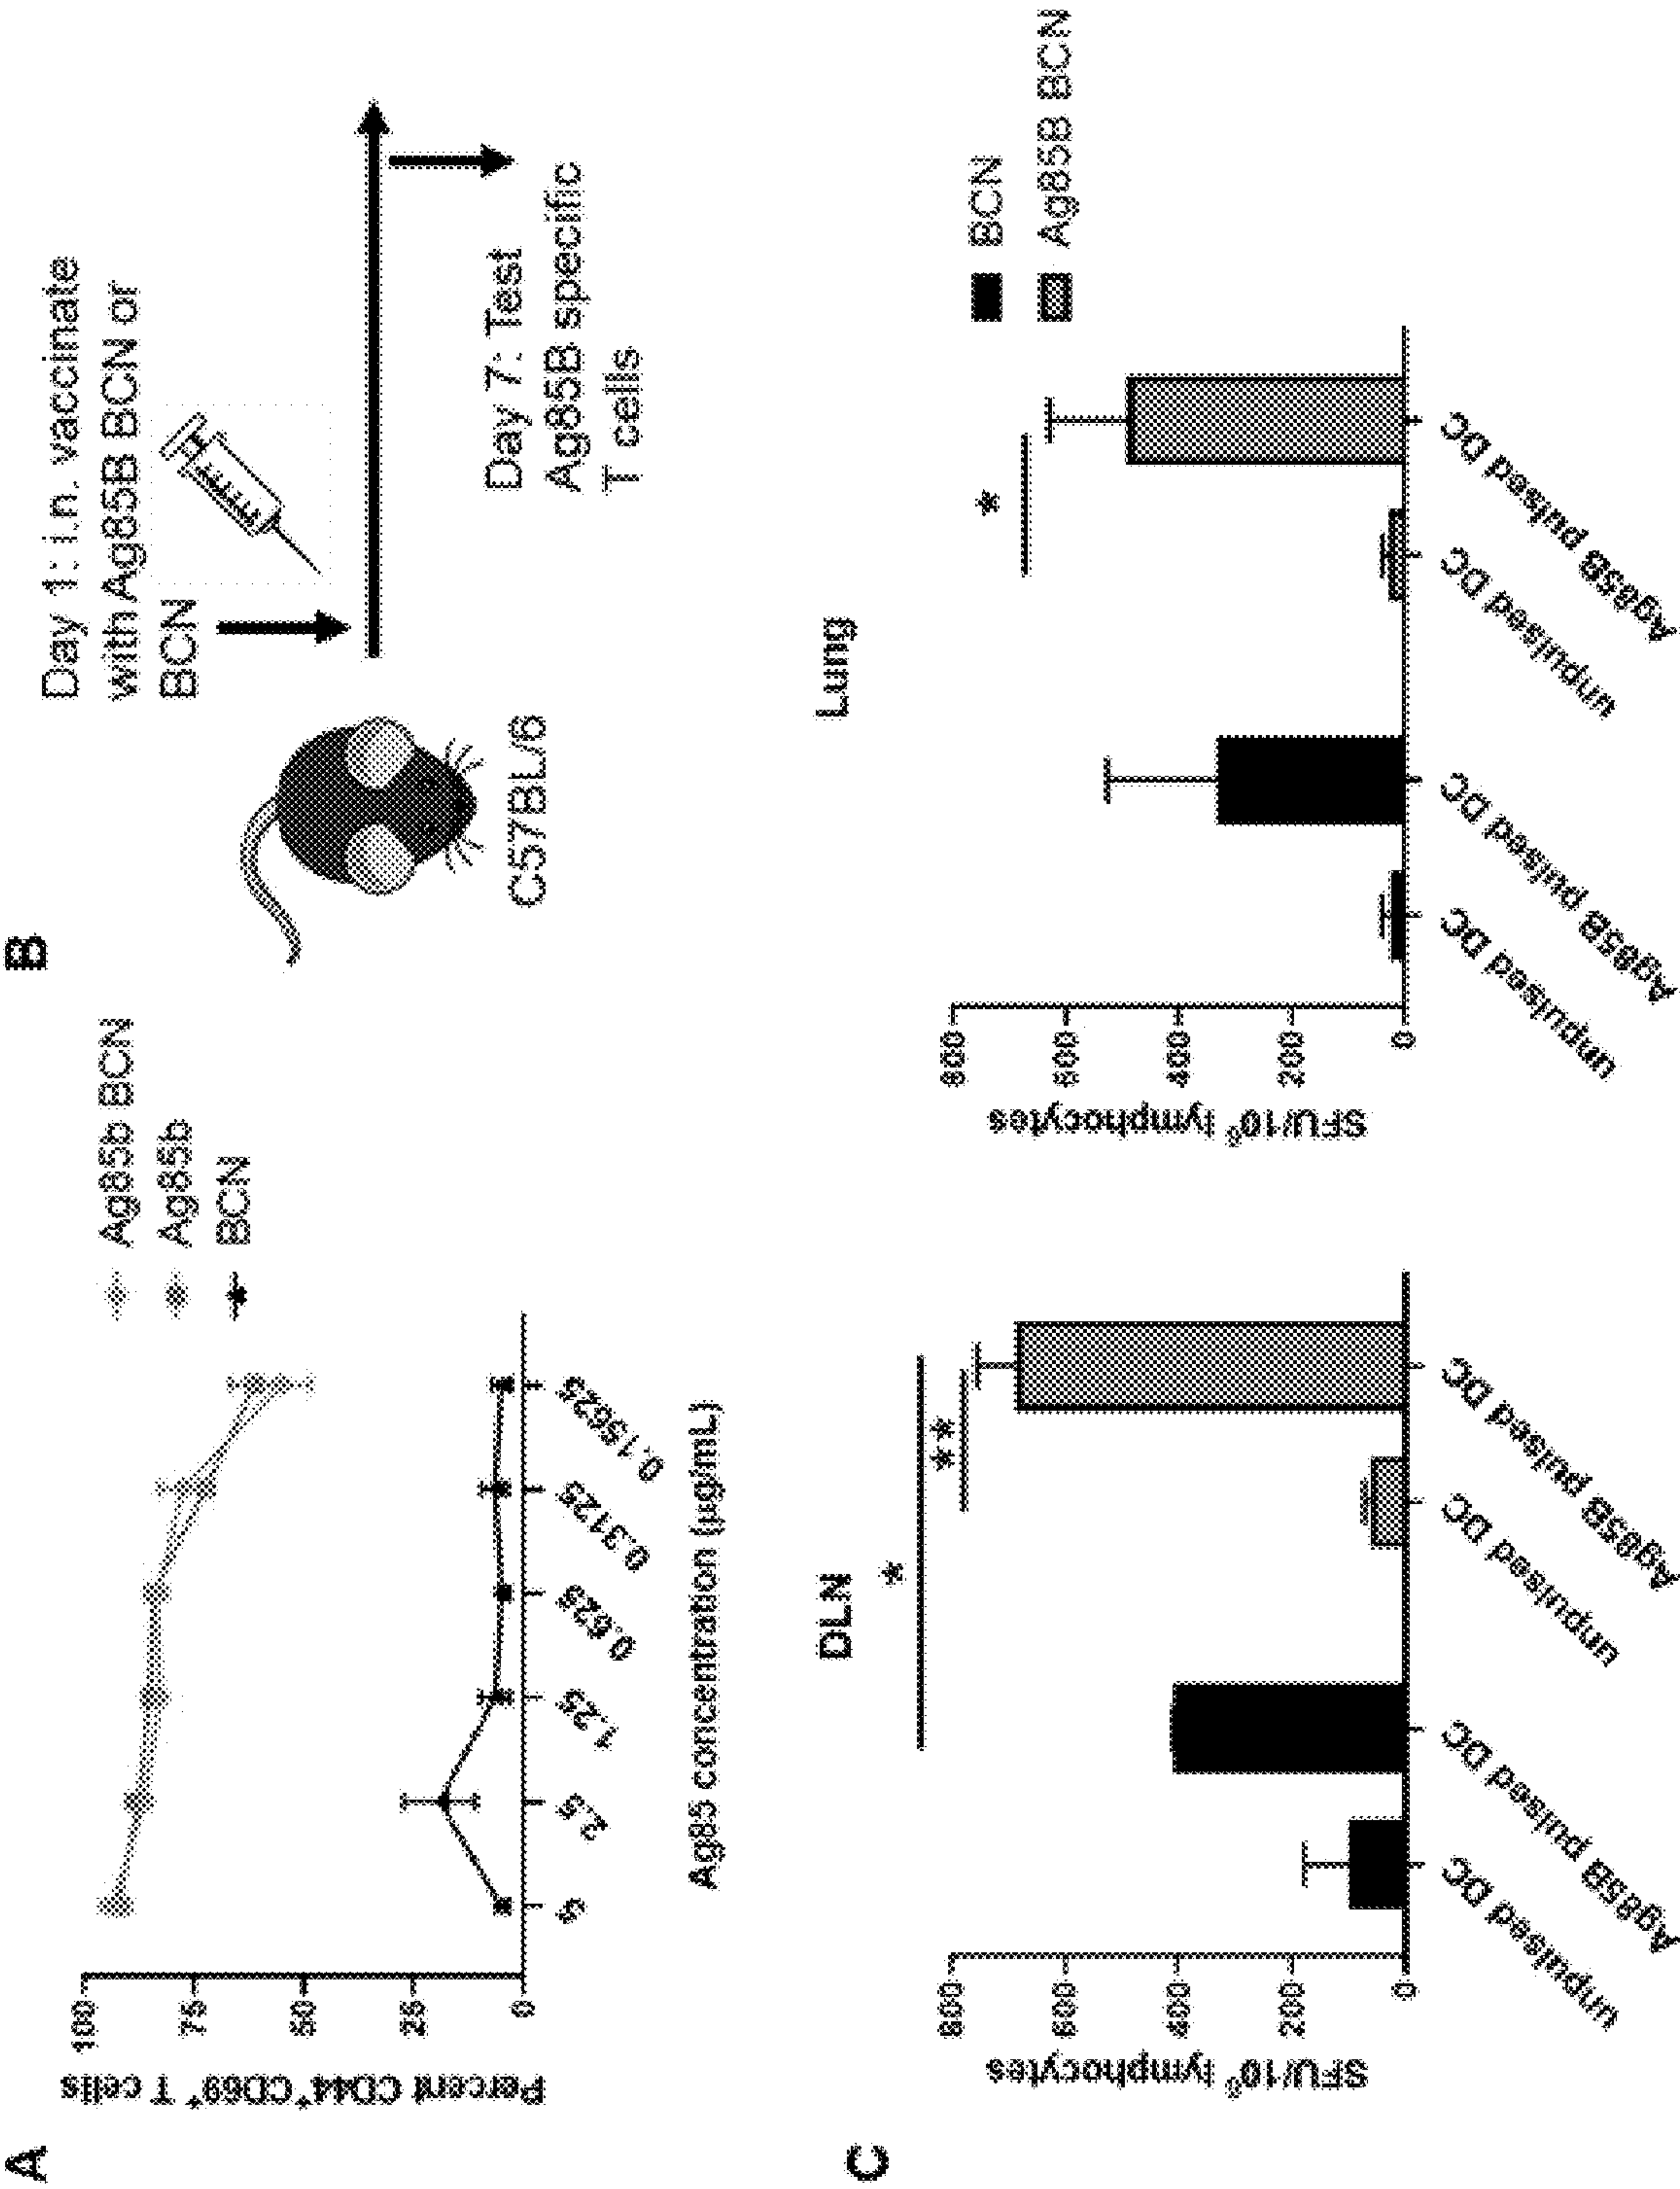 A
Percent CD44⁺CD69⁺ T cells
100
75
50
25
0
5
2.5
1.25
0.625
0.3125
0.15625
Ag85 concentration (µg/mL)
Ag85b BCN
Ag85b
BCN
B
Day 1: i.n. vaccinate
with Ag85B BCN or
BCN
C57BL/6
Day 7: Test
Ag85B specific
T cells
C
DLN
SFU/10⁶ lymphocytes
800
600
400
200
0
*
**
unpulsed DC
Ag85B pulsed DC
unpulsed DC
Ag85B pulsed DC
Lung
SFU/10⁶ lymphocytes
800
600
400
200
0
*
unpulsed DC
Ag85B pulsed DC
unpulsed DC
Ag85B pulsed DC
BCN
Ag85B BCN